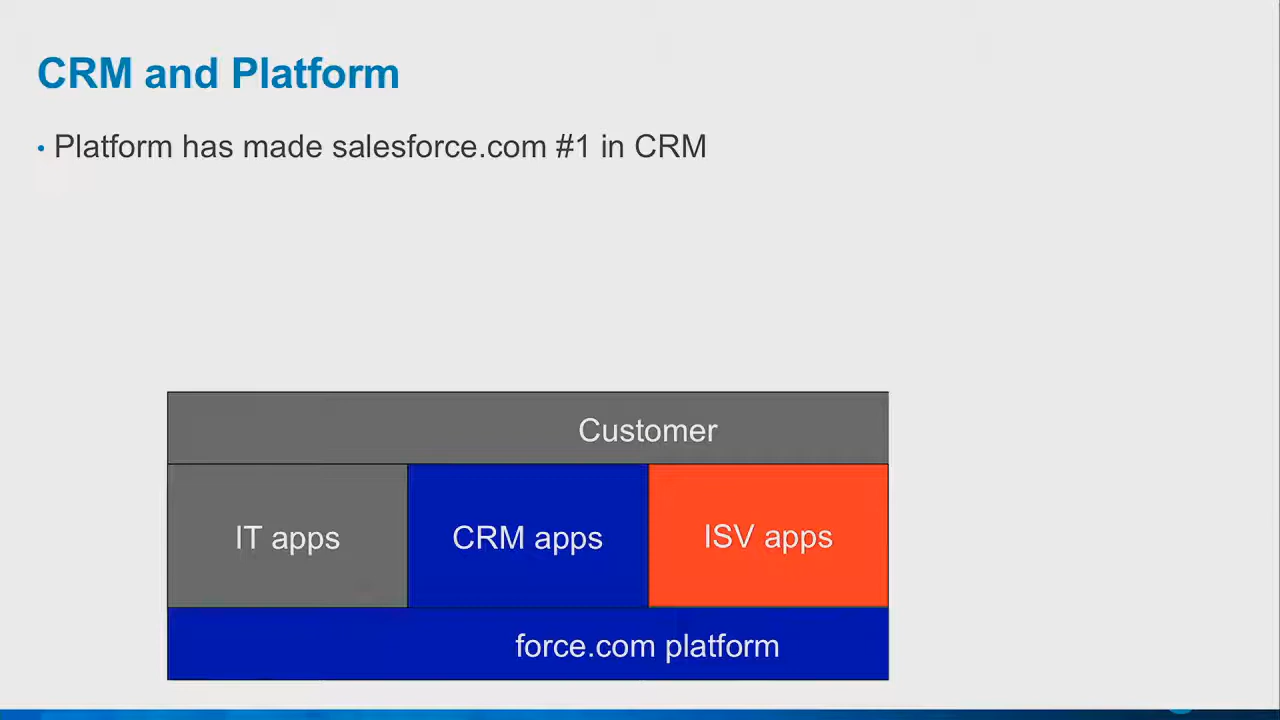 CRM and Platform
• Platform has made salesforce.com #1 in CRM
Customer
IT apps
CRM apps
ISV apps
force.com platform